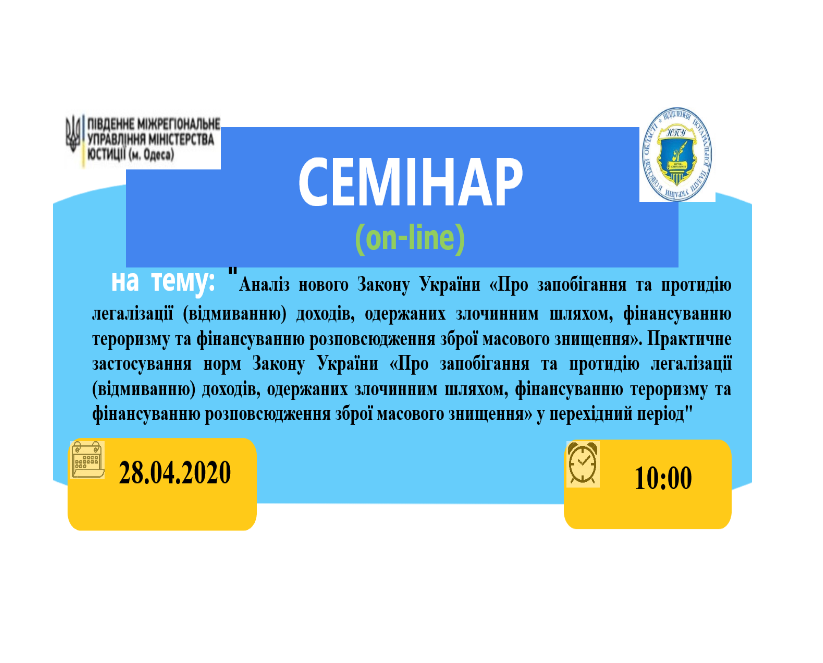 ПІВДЕННЕ МІЖРЕГІОНАЛЬНЕ
УПРАВЛІННЯ МІНІСТЕРСТВА
ЮСТИЦІЇ (м. Одеса)
СЕМІНАР
(on-line)
на тему: "Аналіз нового Закону України «Про запобігання та протидію
легалізації (відмиванню) доходів, одержаних злочинним шляхом, фінансуванню
тероризму та фінансуванню розповсюдження зброї масового знищення». Практичне
застосування норм Закону України «Про запобігання та протидію легалізації
(відмиванню) доходів, одержаних злочинним шляхом, фінансуванню тероризму та
фінансуванню розповсюдження зброї масового знищення» у перехідний період"
28.04.2020
10:00